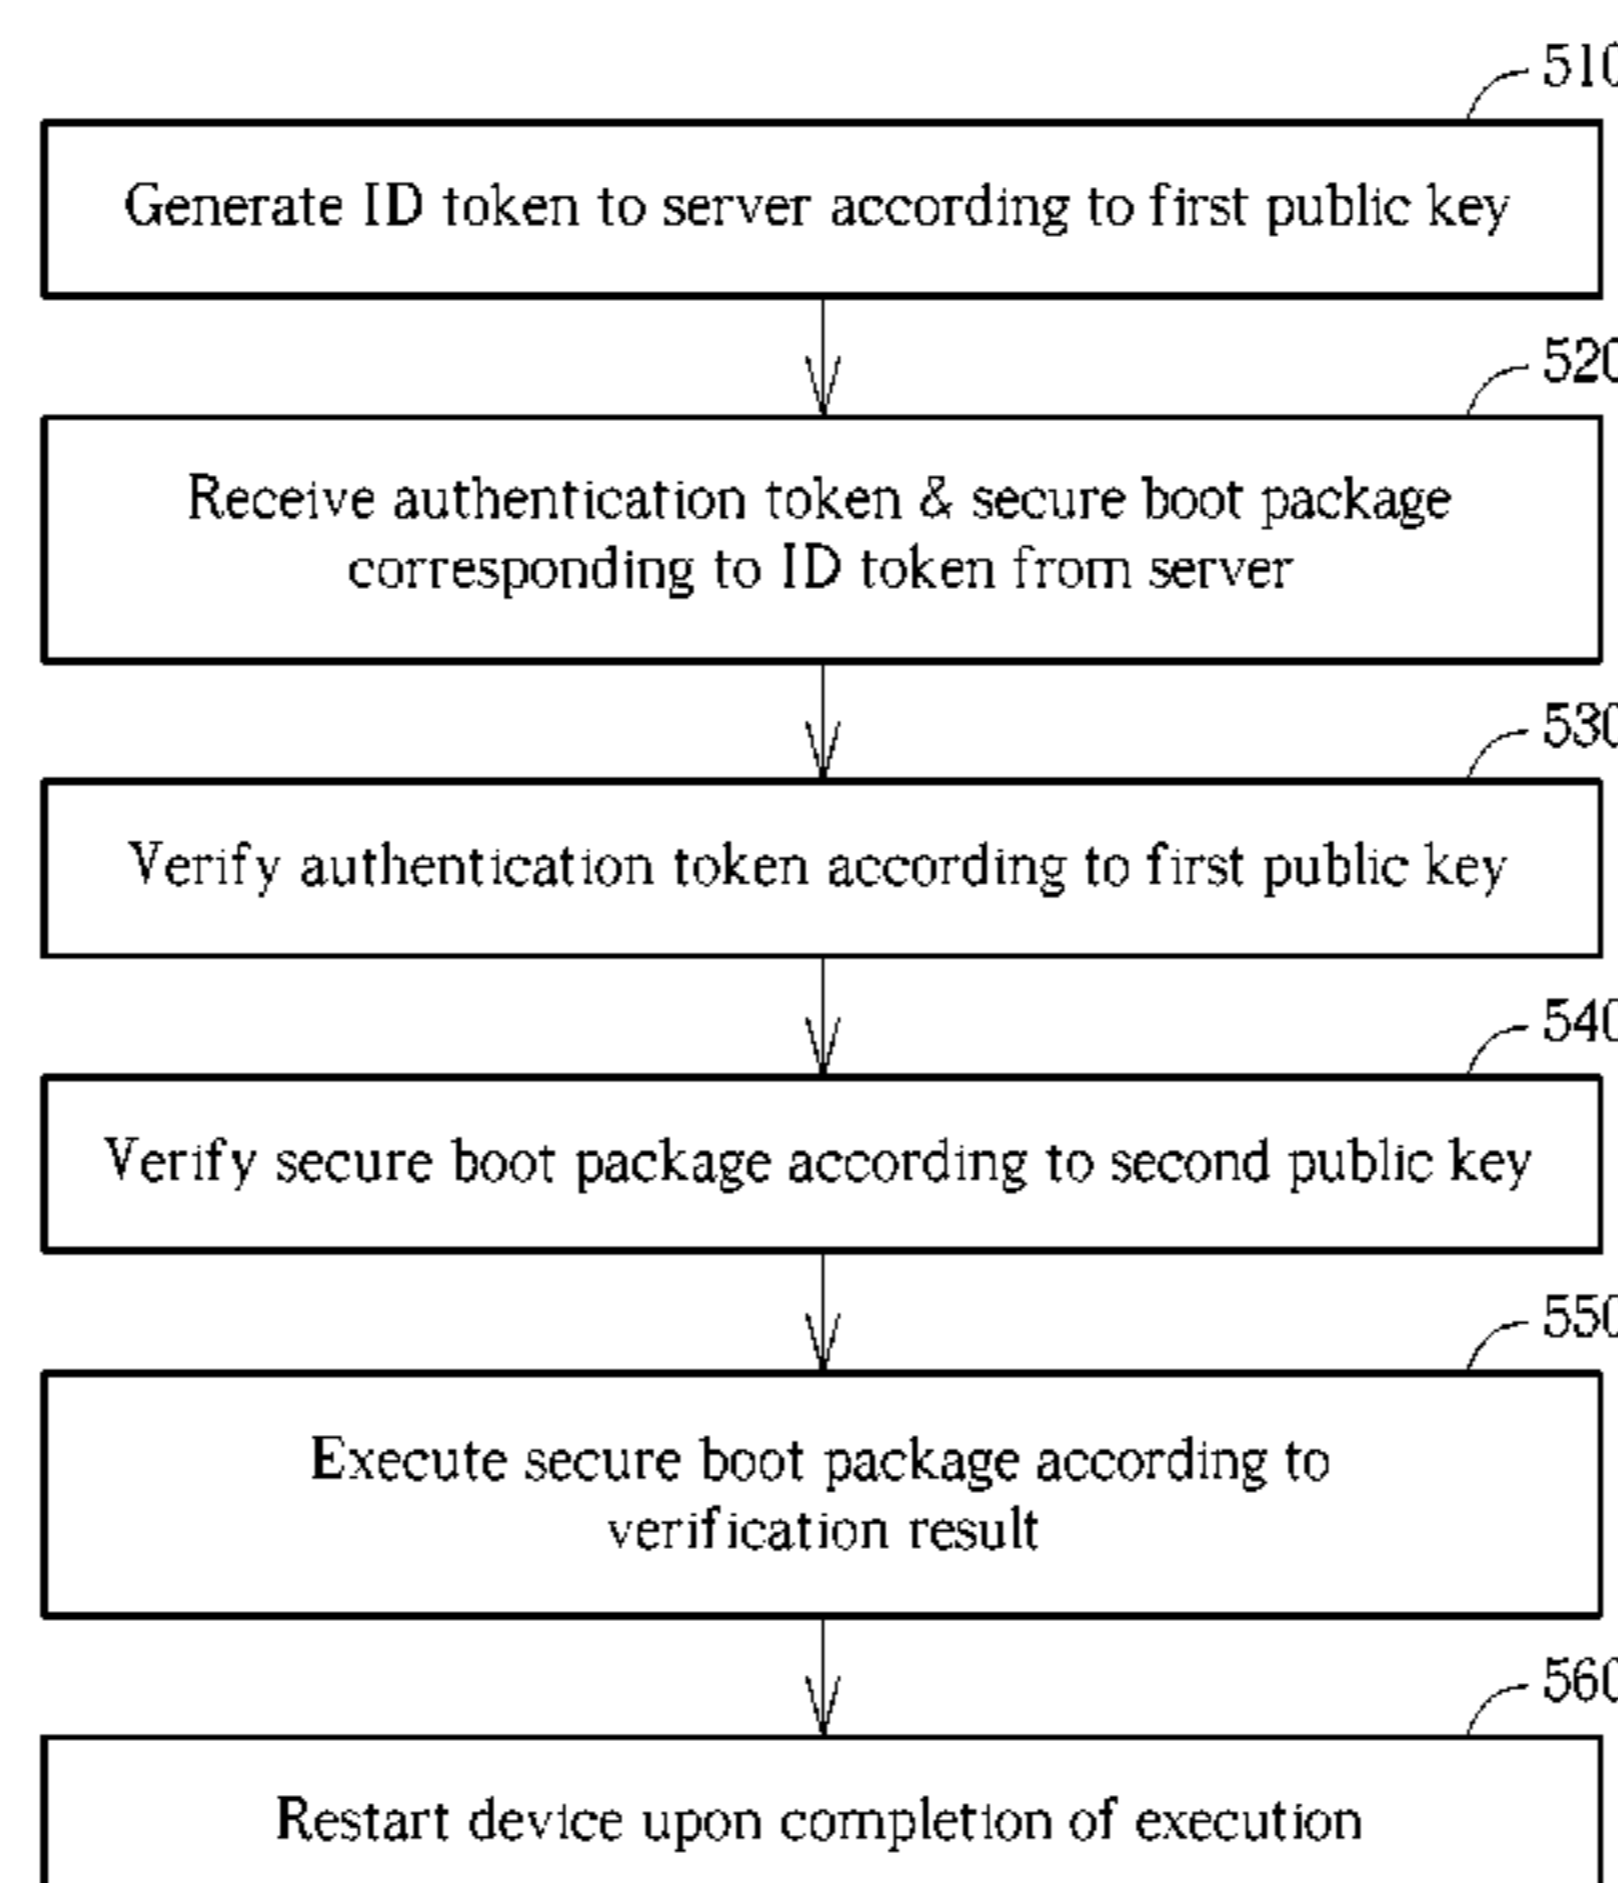 510
Generate ID token to server according to first public key
520
Receive authentication token & secure boot package
corresponding to ID token from server
530
Verify authentication token according to first public key
540
Verify secure boot package according to second public key
550
Execute secure boot package according to
verification result
560
Restart device upon completion of execution